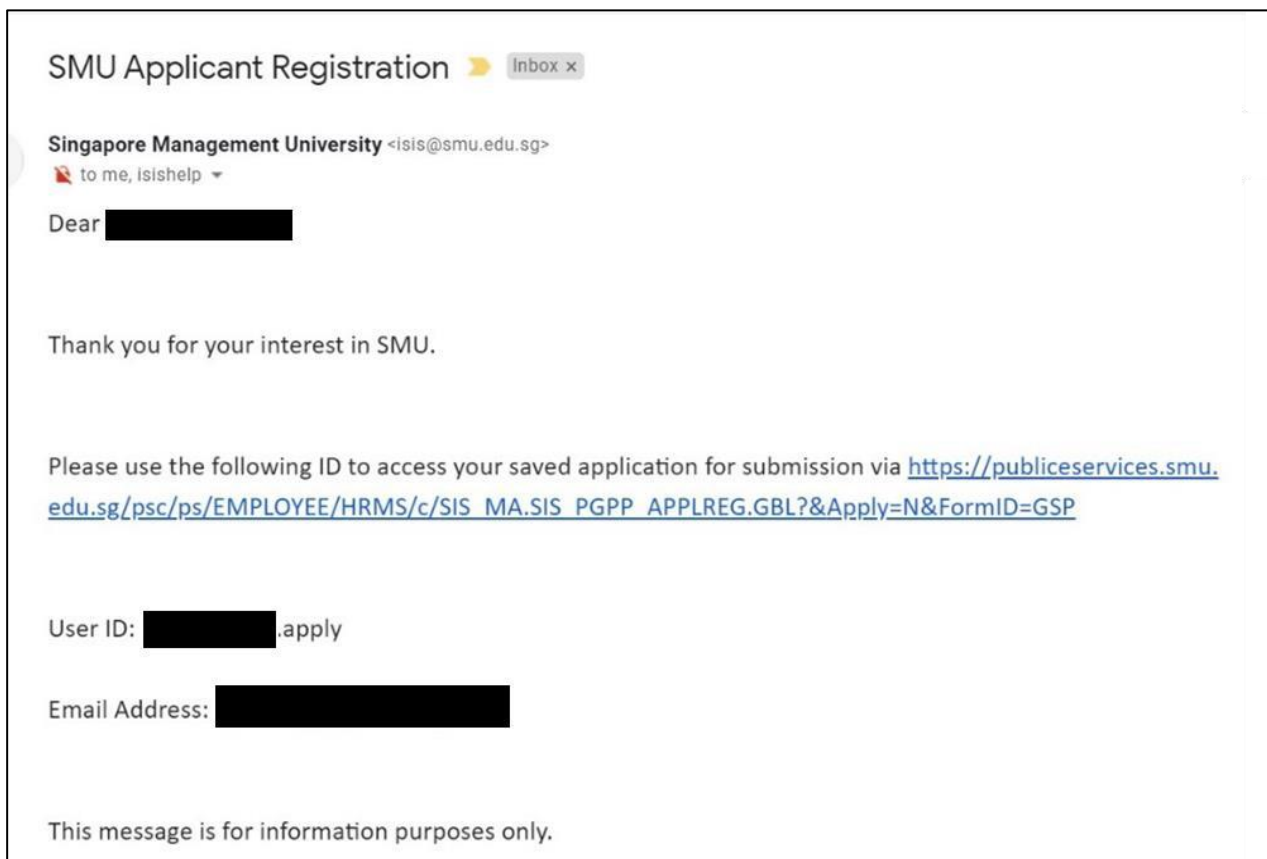 SMU Applicant Registration Inbox x
Singapore Management University <isis@smu.edu.sg>
to me, isishelp
Dear
Thank you for your interest in SMU.
Please use the following ID to access your saved application for submission via https://publiceservices.smu.
edu.sg/psc/ps/EMPLOYEE/HRMS/c/SIS_MA.SIS_PGPP_APPLREG.GBL?&Apply=N&FormID=GSP
User ID: .apply
Email Address:
This message is for information purposes only.